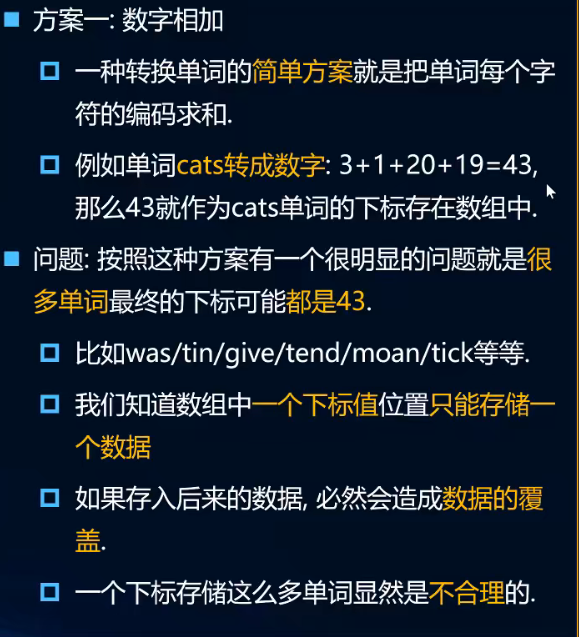 方案一: 数字相加
一种转换单词的简单方案就是把单词每个字
符的编码求和.
例如单词cats转成数字: 3+1+20+19=43,
那么43就作为cats单词的下标存在数组中.
问题: 按照这种方案有一个很明显的问题就是很
多单词最终的下标可能都是43.
比如was/tin/give/tend/moan/tick等等.
我们知道数组中一个下标值位置只能存储一
个数据
如果存入后来的数据, 必然会造成数据的覆
盖.
一个下标存储这么多单词显然是不合理的.